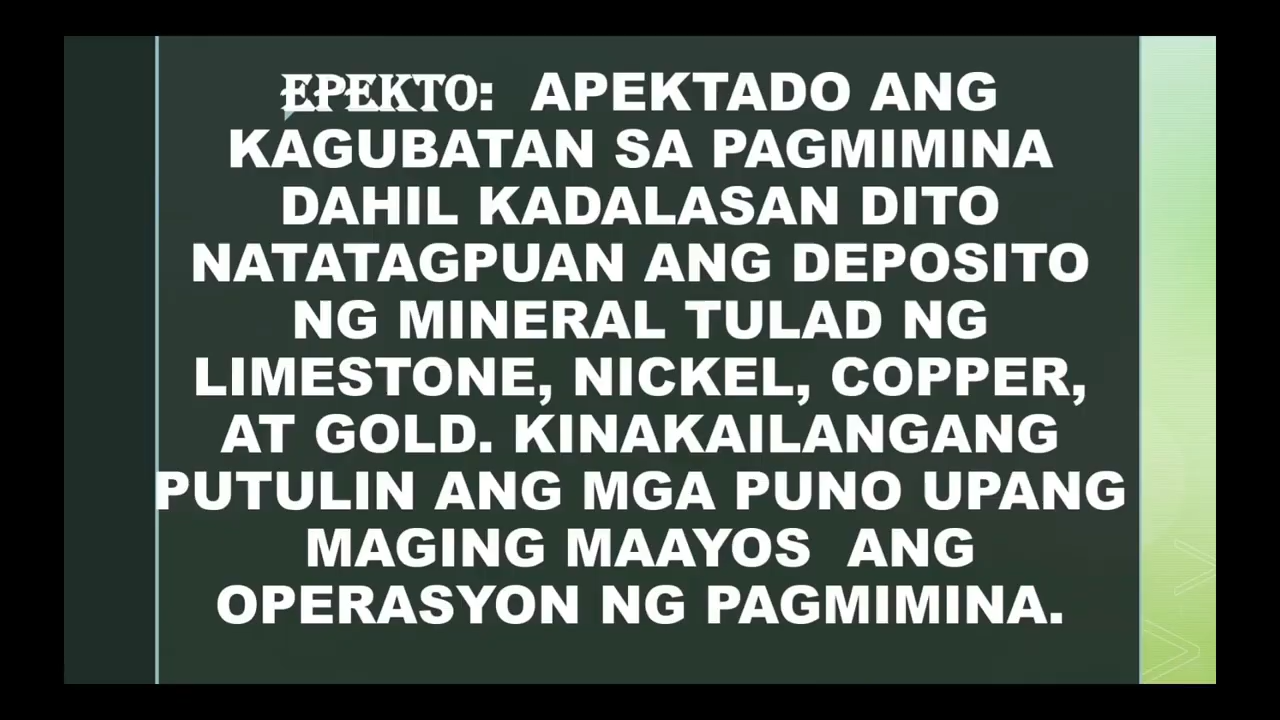 EPEKTO: APEKTADO ANG
KAGUBATAN SA PAGMIMINA
DAHIL KADALASAN DITO
NATATAGPUAN ANG DEPOSITO
NG MINERAL TULAD NG
LIMESTONE, NICKEL, COPPER,
AT GOLD. KINAKAILANGANG
PUTULIN ANG MGA PUNO UPANG
MAGING MAAYOS ANG
OPERASYON NG PAGMIMINA.